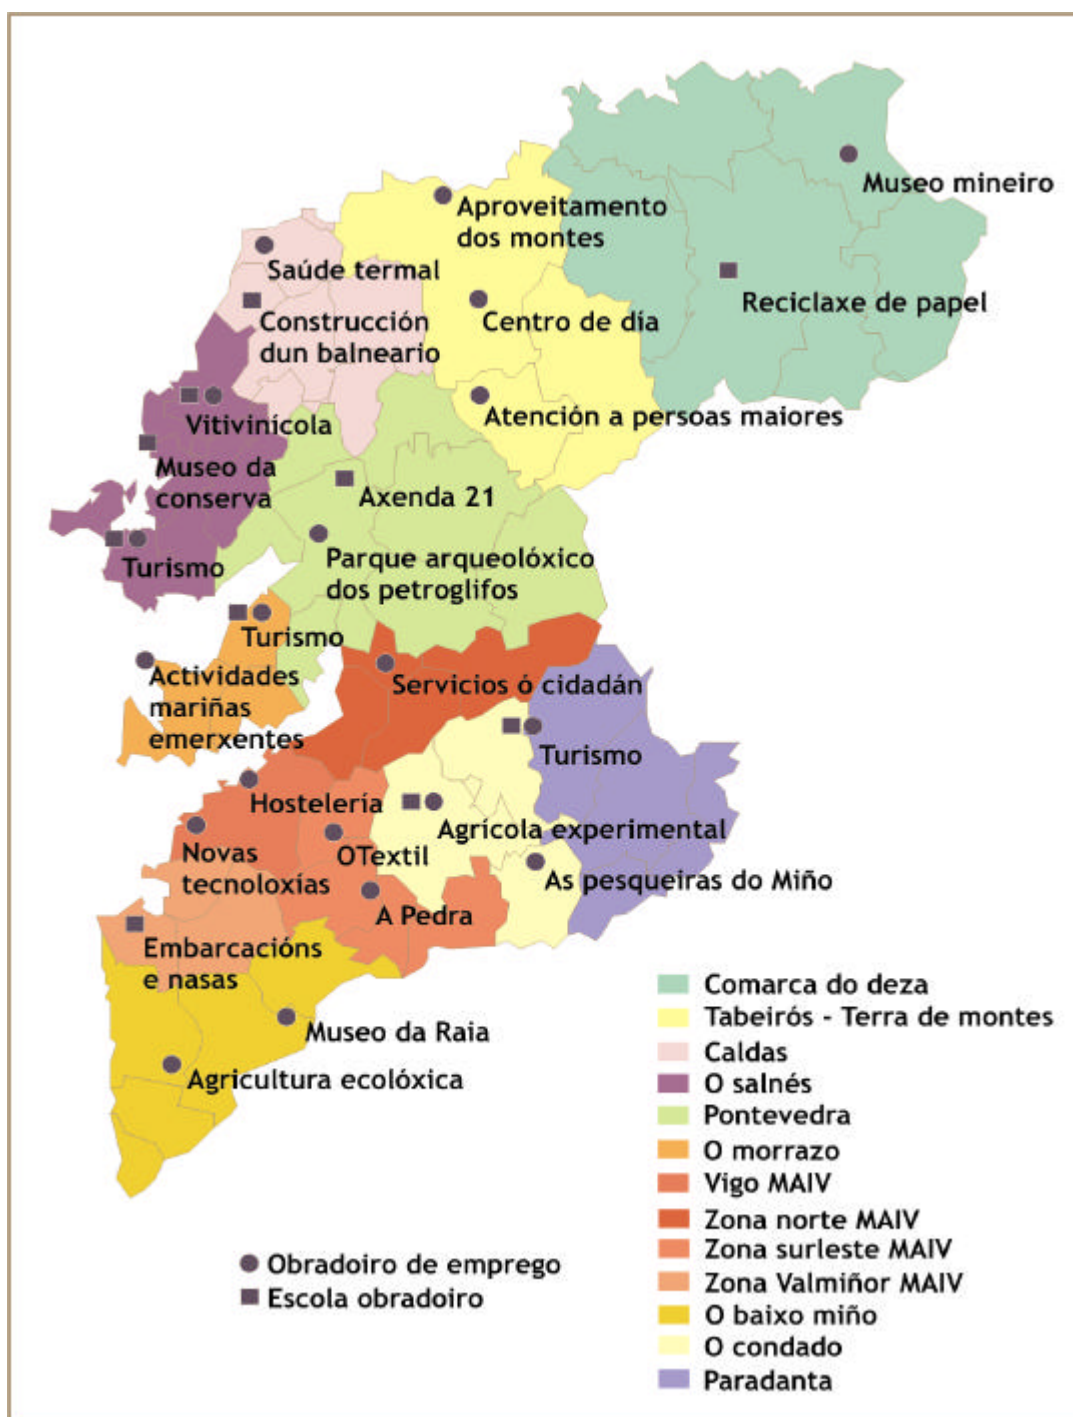 Museo mineiro
Aproveitamento
dos montes
Saúde termal
Reciclaxe de papel
Construcción
dun balneario
Centro de día
Vitivinícola
Atención a persoas maiores
Museo da
conserva
Axenda 21
Turismo
Parque arqueolóxico
dos petroglifos
Turismo
Actividades
mariñas
emerxentes
Servicios ó cidadán
Turismo
Hostelería
Agrícola experimental
Novas
tecnoloxías
OTextil
As pesqueiras do Miño
A Pedra
Embarcacións
e nasas
Museo da Raia
Agricultura ecolóxica
Comarca do deza
Tabeirós - Terra de montes
Caldas
O salnés
Pontevedra
O morrazo
Vigo MAIV
Zona norte MAIV
Zona surleste MAIV
Zona Valmiñor MAIV
O baixo miño
O condado
Paradanta
Obradoiro de emprego
Escola obradoiro